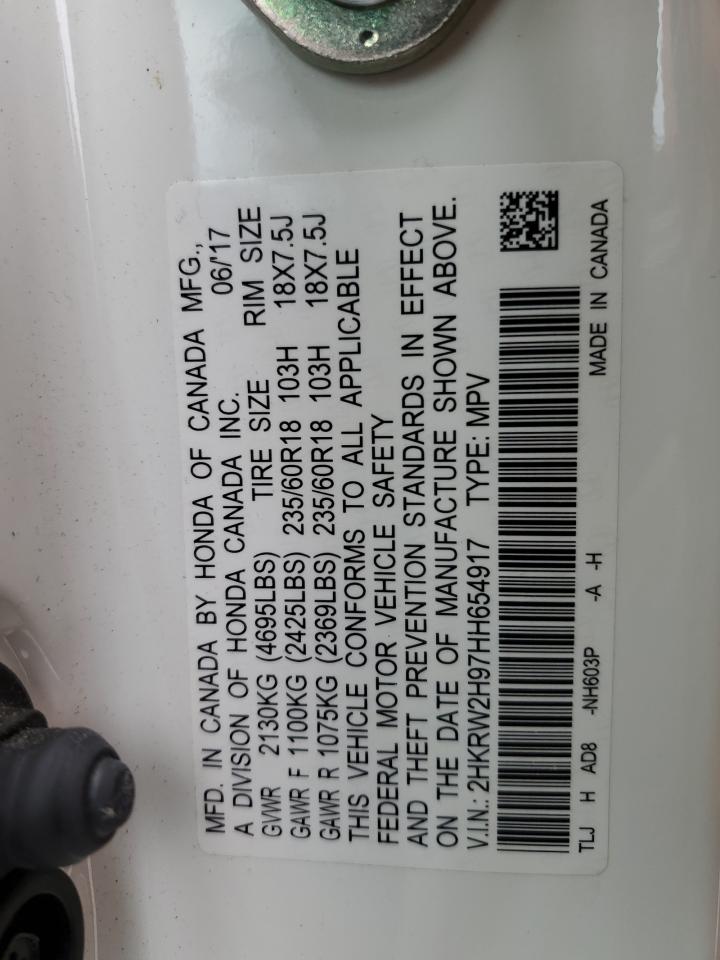 MFD. IN CANADA BY HONDA OF CANADA MFG.,
A DIVISION OF HONDA CANADA INC. 06/'17
GVWR 2130KG (4695LBS) TIRE SIZE RIM SIZE
GAWR F 1100KG (2425LBS) 235/60R18 103H 18X7.5J
GAWR R 1075KG (2369LBS) 235/60R18 103H 18X7.5J
THIS VEHICLE CONFORMS TO ALL APPLICABLE
FEDERAL MOTOR VEHICLE SAFETY
AND THEFT PREVENTION STANDARDS IN EFFECT
ON THE DATE OF MANUFACTURE SHOWN ABOVE.
V.I.N.: 2HKRW2H97HH654917 TYPE: MPV
TLJ H AD8 -NH603P -A -H MADE IN CANADA